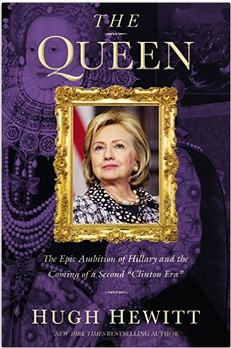 THE
QUEEN
The Epic Ambition of Hillary and the
Coming of a Second "Clinton Era"
HUGH HEWITT
NEW YORK TIMES BESTSELLING AUTHOR